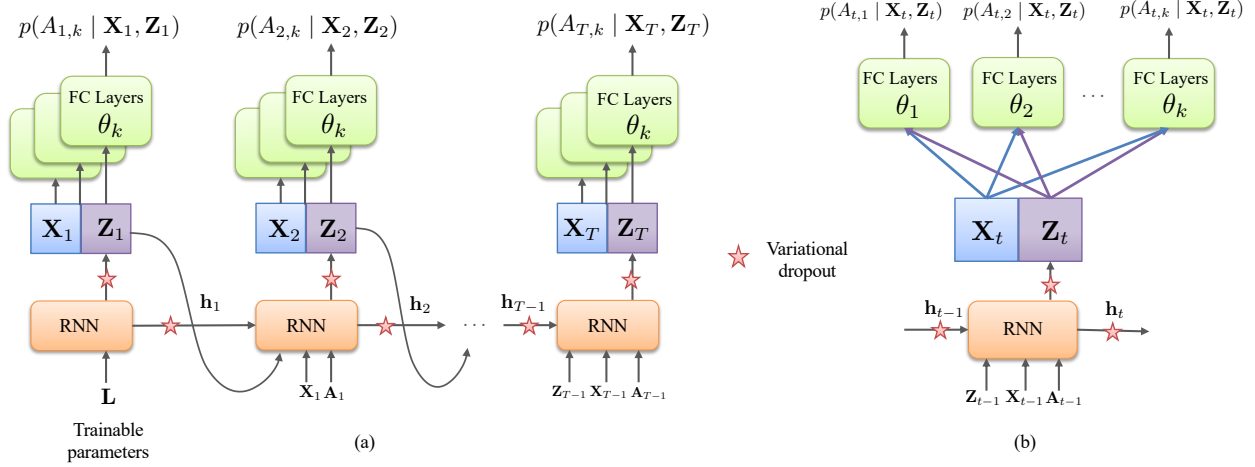 p(A_{1,k} | X_1, Z_1) p(A_{2,k} | X_2, Z_2) p(A_{T,k} | X_T, Z_T)
FC Layers FC Layers FC Layers
θ_k θ_k θ_k
X_1 Z_1 X_2 Z_2 X_T Z_T
h_1 h_2 h_{T−1}
RNN RNN ... RNN
X_1 A_1 Z_{T−1} X_{T−1} A_{T−1}
L
Trainable
parameters
(a)
Variational
dropout
p(A_{t,1} | X_t, Z_t) p(A_{t,2} | X_t, Z_t) p(A_{t,k} | X_t, Z_t)
FC Layers FC Layers FC Layers
θ_1 θ_2 ... θ_k
X_t Z_t
h_{t−1} h_t
RNN
Z_{t−1} X_{t−1} A_{t−1}
(b)